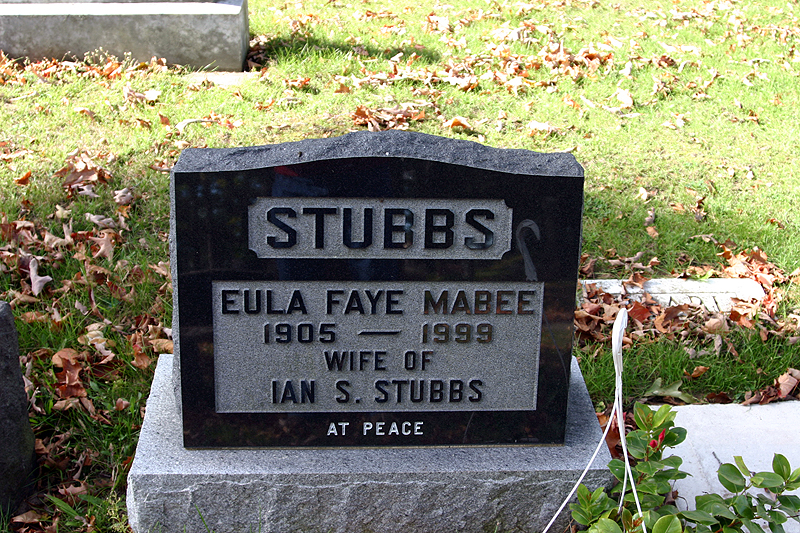 STUBBS
EULA FAYE MABEE
1905 — 1999
WIFE OF
IAN S. STUBBS
AT PEACE